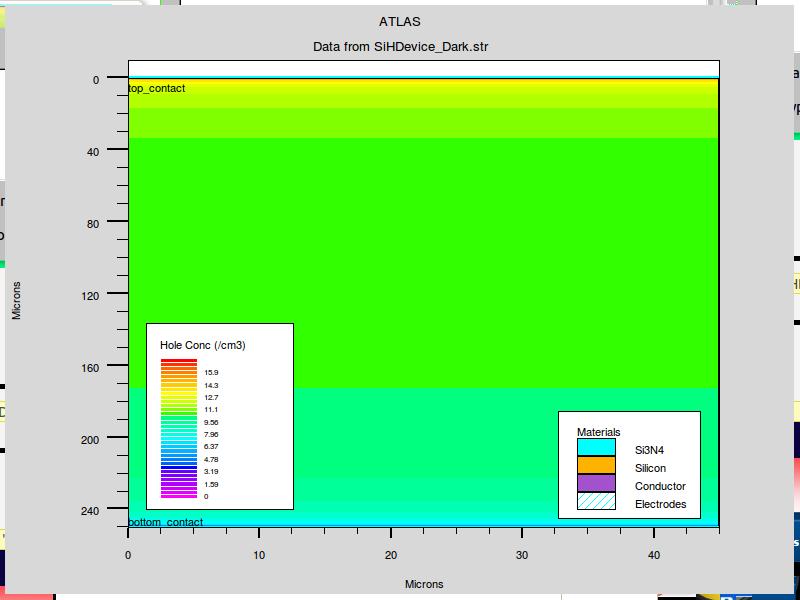 ATLAS
Data from SiHDevice_Dark.str
0
top_contact
40
80
120
160
200
240
Microns
Hole Conc (/cm3)
15.9
14.3
12.7
11.1
9.56
7.96
6.37
4.78
3.19
1.59
0
Materials
Si3N4
Silicon
Conductor
Electrodes
bottom_contact
0
10
20
30
40
Microns